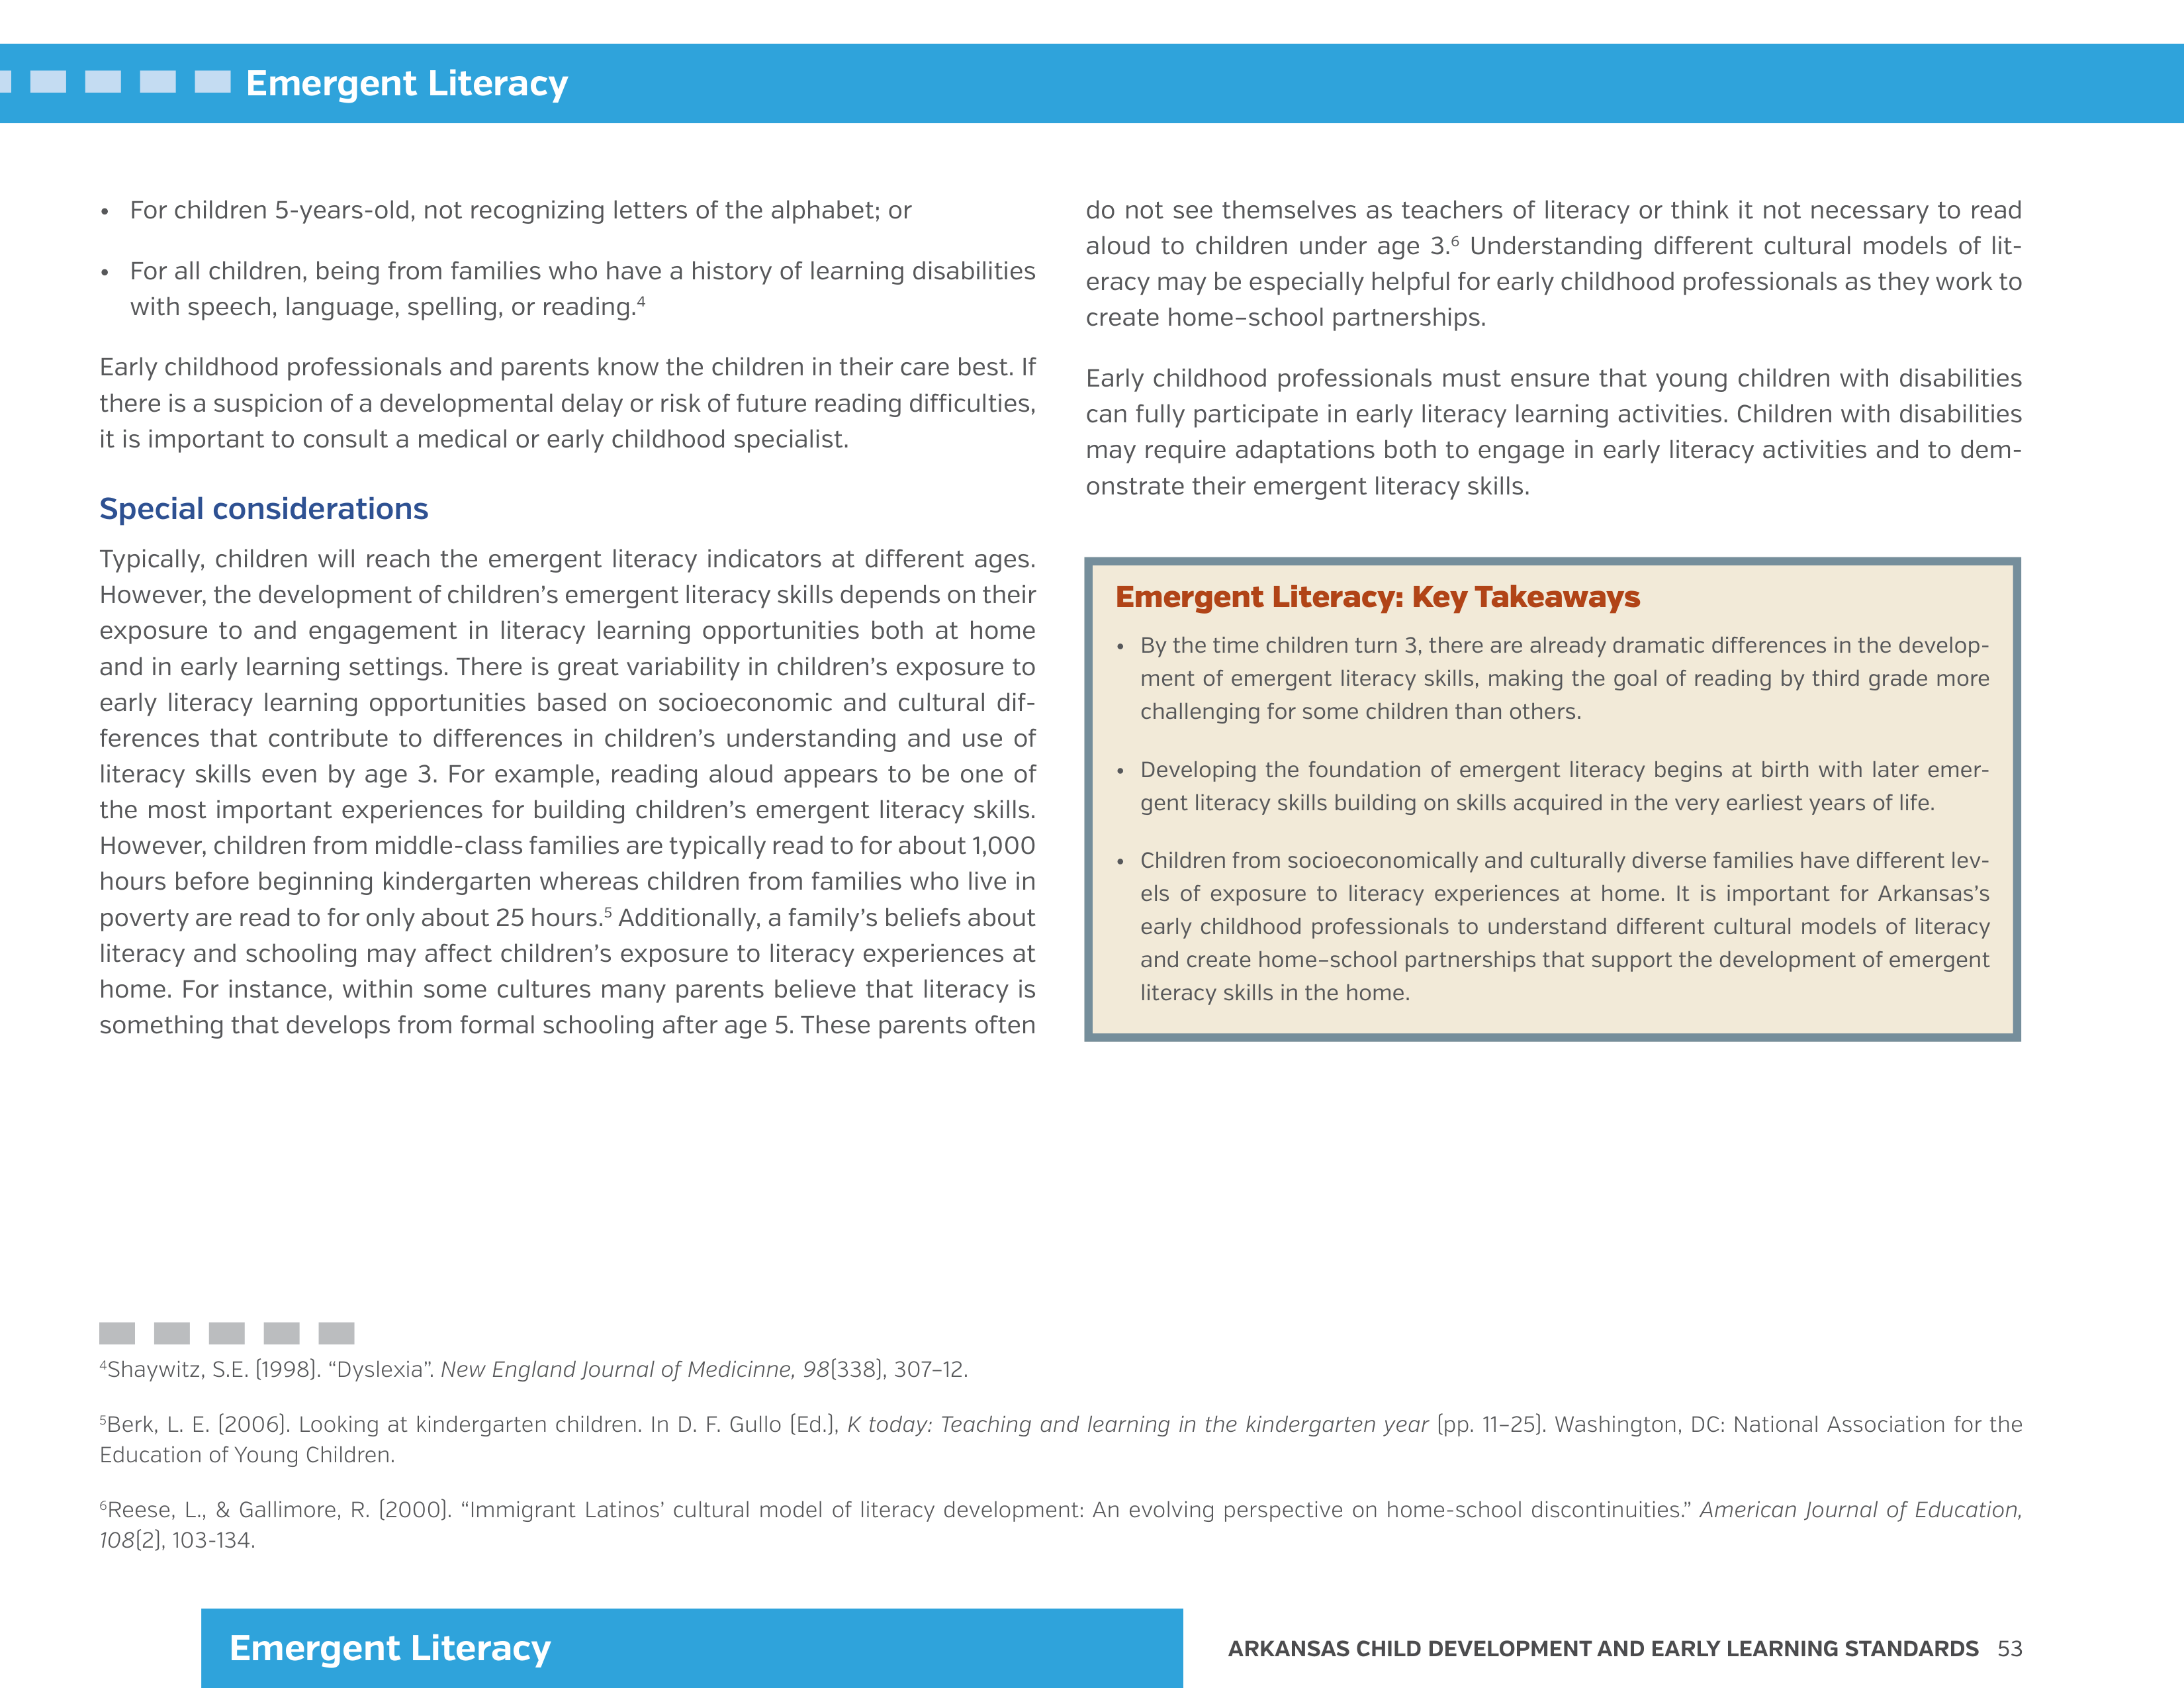 Emergent Literacy
• For children 5-years-old, not recognizing letters of the alphabet; or
• For all children, being from families who have a history of learning disabilities
with speech, language, spelling, or reading.4
Early childhood professionals and parents know the children in their care best. If
there is a suspicion of a developmental delay or risk of future reading difficulties,
it is important to consult a medical or early childhood specialist.
Special considerations
Typically, children will reach the emergent literacy indicators at different ages.
However, the development of children’s emergent literacy skills depends on their
exposure to and engagement in literacy learning opportunities both at home
and in early learning settings. There is great variability in children’s exposure to
early literacy learning opportunities based on socioeconomic and cultural dif-
ferences that contribute to differences in children’s understanding and use of
literacy skills even by age 3. For example, reading aloud appears to be one of
the most important experiences for building children’s emergent literacy skills.
However, children from middle-class families are typically read to for about 1,000
hours before beginning kindergarten whereas children from families who live in
poverty are read to for only about 25 hours.5 Additionally, a family’s beliefs about
literacy and schooling may affect children’s exposure to literacy experiences at
home. For instance, within some cultures many parents believe that literacy is
something that develops from formal schooling after age 5. These parents often
do not see themselves as teachers of literacy or think it not necessary to read
aloud to children under age 3.6 Understanding different cultural models of lit-
eracy may be especially helpful for early childhood professionals as they work to
create home–school partnerships.
Early childhood professionals must ensure that young children with disabilities
can fully participate in early literacy learning activities. Children with disabilities
may require adaptations both to engage in early literacy activities and to dem-
onstrate their emergent literacy skills.
Emergent Literacy: Key Takeaways
• By the time children turn 3, there are already dramatic differences in the develop-
ment of emergent literacy skills, making the goal of reading by third grade more
challenging for some children than others.
• Developing the foundation of emergent literacy begins at birth with later emer-
gent literacy skills building on skills acquired in the very earliest years of life.
• Children from socioeconomically and culturally diverse families have different lev-
els of exposure to literacy experiences at home. It is important for Arkansas’s
early childhood professionals to understand different cultural models of literacy
and create home–school partnerships that support the development of emergent
literacy skills in the home.
4Shaywitz, S.E. (1998). “Dyslexia”. New England Journal of Medicinne, 98(338), 307–12.
5Berk, L. E. (2006). Looking at kindergarten children. In D. F. Gullo (Ed.), K today: Teaching and learning in the kindergarten year (pp. 11–25). Washington, DC: National Association for the
Education of Young Children.
6Reese, L., & Gallimore, R. (2000). “Immigrant Latinos’ cultural model of literacy development: An evolving perspective on home-school discontinuities.” American Journal of Education,
108(2), 103-134.
Emergent Literacy
ARKANSAS CHILD DEVELOPMENT AND EARLY LEARNING STANDARDS 53